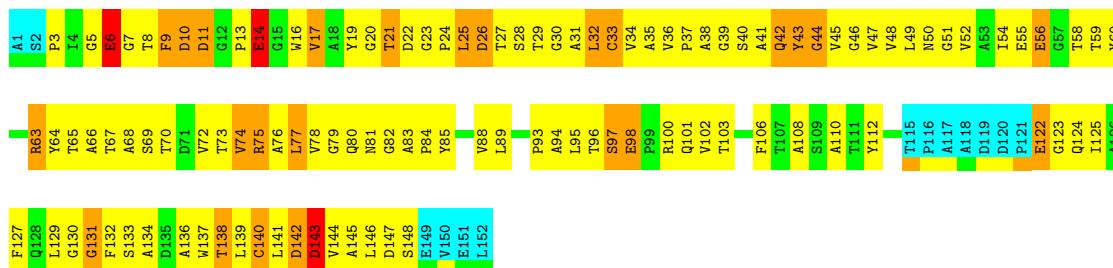 A1 S2 P3 I4 G5 E6 G7 T8 F9 D10 D11 G12 P13 E14 G15 W16 V17 A18 Y19 G20 T21 D22 G23 P24 L25 D26 T27 S28 T29 G30 A31 L32 C33 V34 A35 V36 P37 A38 G39 S40 A41 Q42 Y43 G44 V45 G46 V47 V48 L49 N50 G51 V52 A53 I54 E55 E56 G57 T58 T59
R63 Y64 T65 A66 T67 A68 S69 T70 D71 V72 T73 V74 R75 A76 L77 V78 G79 Q80 N81 G82 A83 P84 Y85 V88 L89 P93 A94 L95 T96 S97 E98 P99 R100 Q101 V102 T103 F106 T107 A108 S109 A110 T111 Y112 T115 P116 A117 A118 D119 D120 P121 E122 G123 Q124 I125
F127 Q128 L129 G130 G131 F132 S133 A134 D135 A136 W137 T138 L139 C140 L141 D142 D143 V144 A145 L146 D147 S148 E149 V150 E151 L152